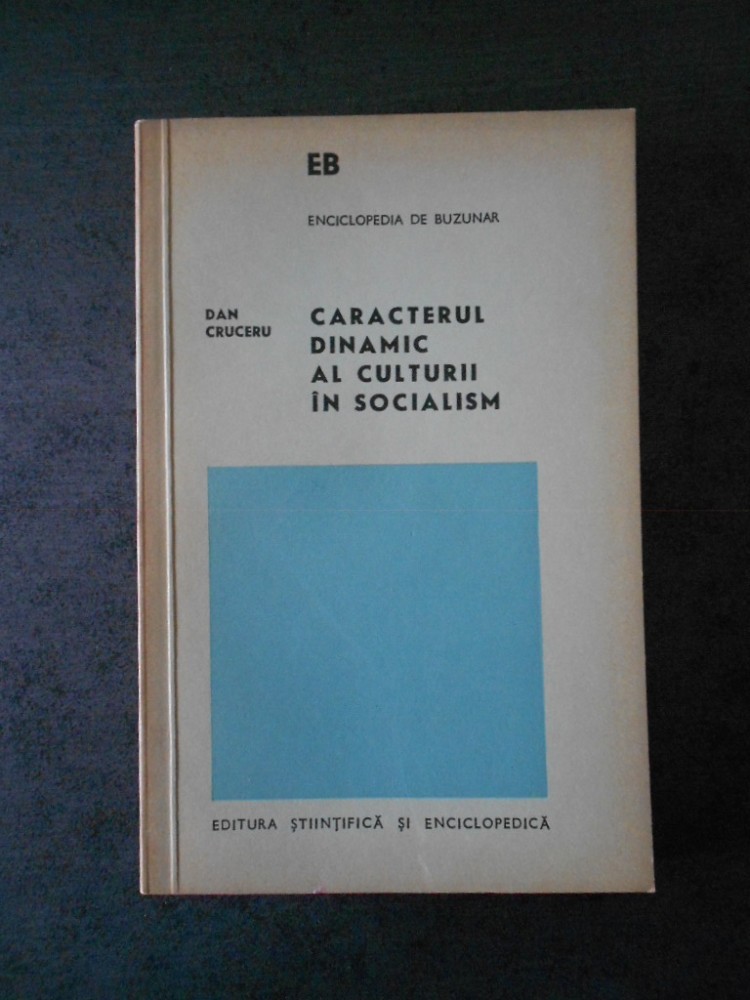 EB
ENCICLOPEDIA DE BUZUNAR
DAN
CRUCERU
CARACTERUL
DINAMIC
AL CULTURII
ÎN SOCIALISM
EDITURA ȘTIINȚIFICĂ ȘI ENCICLOPEDICĂ